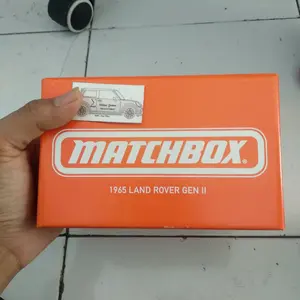 MATCHBOX
1965 LAND ROVER GEN II